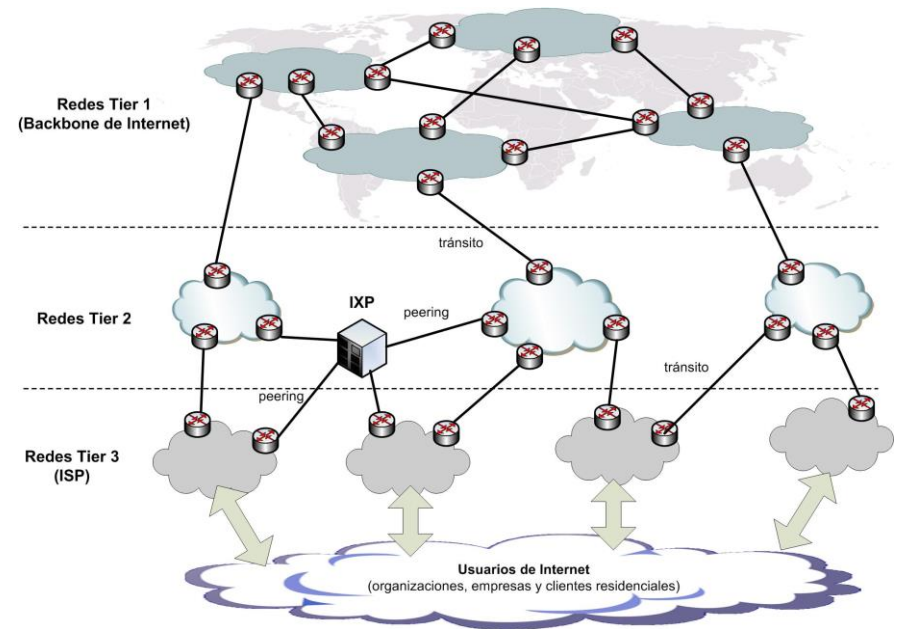 Redes Tier 1
(Backbone de Internet)
tránsito
IXP
peering
Redes Tier 2
tránsito
peering
Redes Tier 3
(ISP)
Usuarios de Internet
(organizaciones, empresas y clientes residenciales)